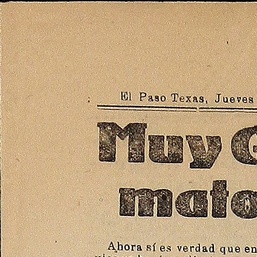 El Paso Texas, Jueves
Muy G
mato
Ahora sí es verdad que en